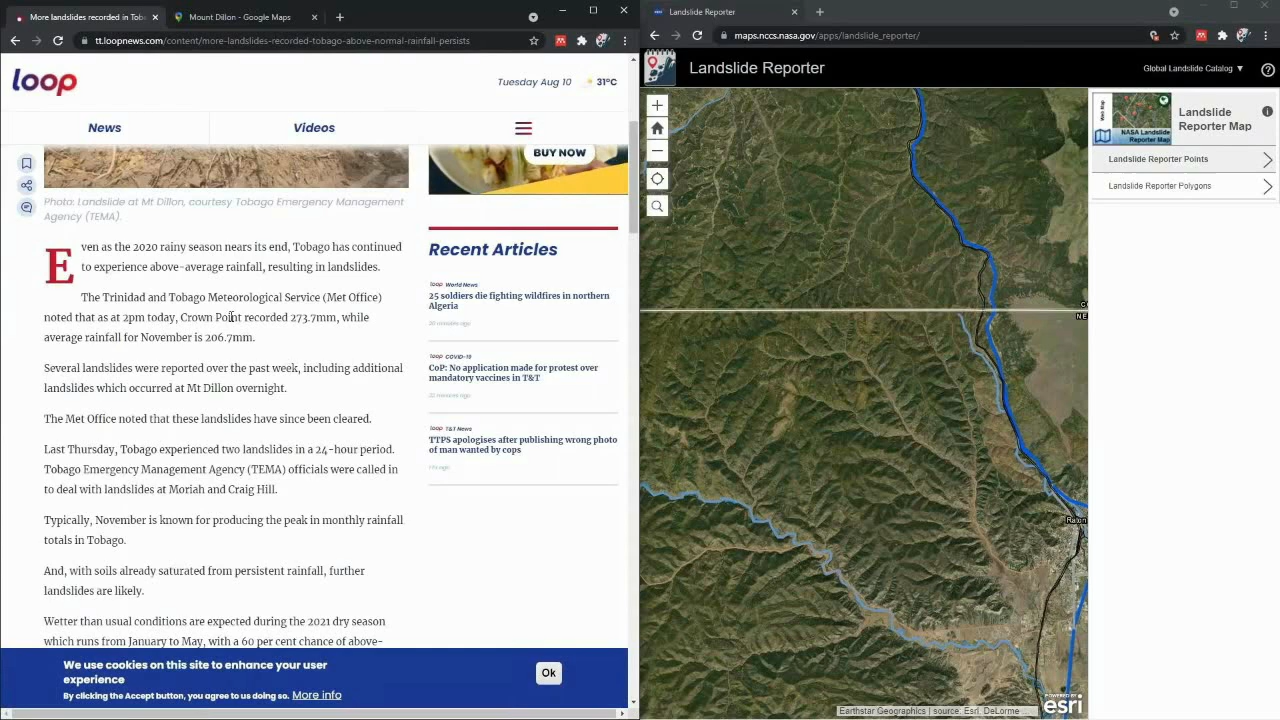 More landslides in Tobago
Mount Dillon - Google Maps
tt.loopnews.com/content/more-landslides-recorded-tobago-above-normal-rainfall-persists
loop
Tuesday Aug 10
31°C
News
Videos
BUY NOW
Photo: Landslide at Mt Dillon, courtesy Tobago Emergency Management
Agency (TEMA).
Even as the 2020 rainy season nears its end, Tobago has continued
to experience above-average rainfall, resulting in landslides.
The Trinidad and Tobago Meteorological Service (Met Office)
noted that as at 2pm today, Crown Point recorded 273.7mm, while
average rainfall for November is 206.7mm.
Several landslides were reported over the past week, including additional
landslides which occurred at Mt Dillon overnight.
The Met Office noted that these landslides have since been cleared.
Last Thursday, Tobago experienced two landslides in a 24-hour period.
Tobago Emergency Management Agency (TEMA) officials were called in
to deal with landslides at Moriah and Craig Hill.
Typically, November is known for producing the peak in monthly rainfall
totals in Tobago.
And, with soils already saturated from persistent rainfall, further
landslides are likely.
Wetter than usual conditions are expected during the 2021 dry season
which runs from January to May, with a 60 per cent chance of above-
Recent Articles
loop World News
25 soldiers die fighting wildfires in northern
Algeria
loop COVID-19
CoP: No application made for protest over
mandatory vaccines in T&T
loop T&T News
TTPS apologises after publishing wrong photo
of man wanted by cops
We use cookies on this site to enhance your user
experience
By clicking the Accept button, you agree to us doing so. More info
Ok
Landslide Reporter
maps.nccs.nasa.gov/apps/landslide_reporter/
Landslide Reporter
Global Landslide Catalog
Landslide
Reporter Map
NASA Landslide
Reporter Map
Landslide Reporter Points
Landslide Reporter Polygons
NE
Raton
Earthstar Geographics | source: Esri, DeLorme
POWERED BY
esri